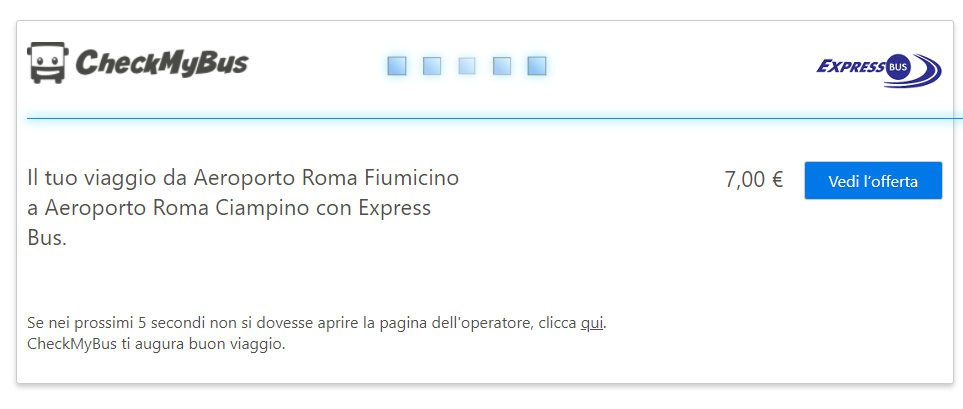 CheckMyBus
EXPRESS BUS
Il tuo viaggio da Aeroporto Roma Fiumicino
a Aeroporto Roma Ciampino con Express
Bus.
7,00 €
Vedi l'offerta
Se nei prossimi 5 secondi non si dovesse aprire la pagina dell'operatore, clicca qui.
CheckMyBus ti augura buon viaggio.